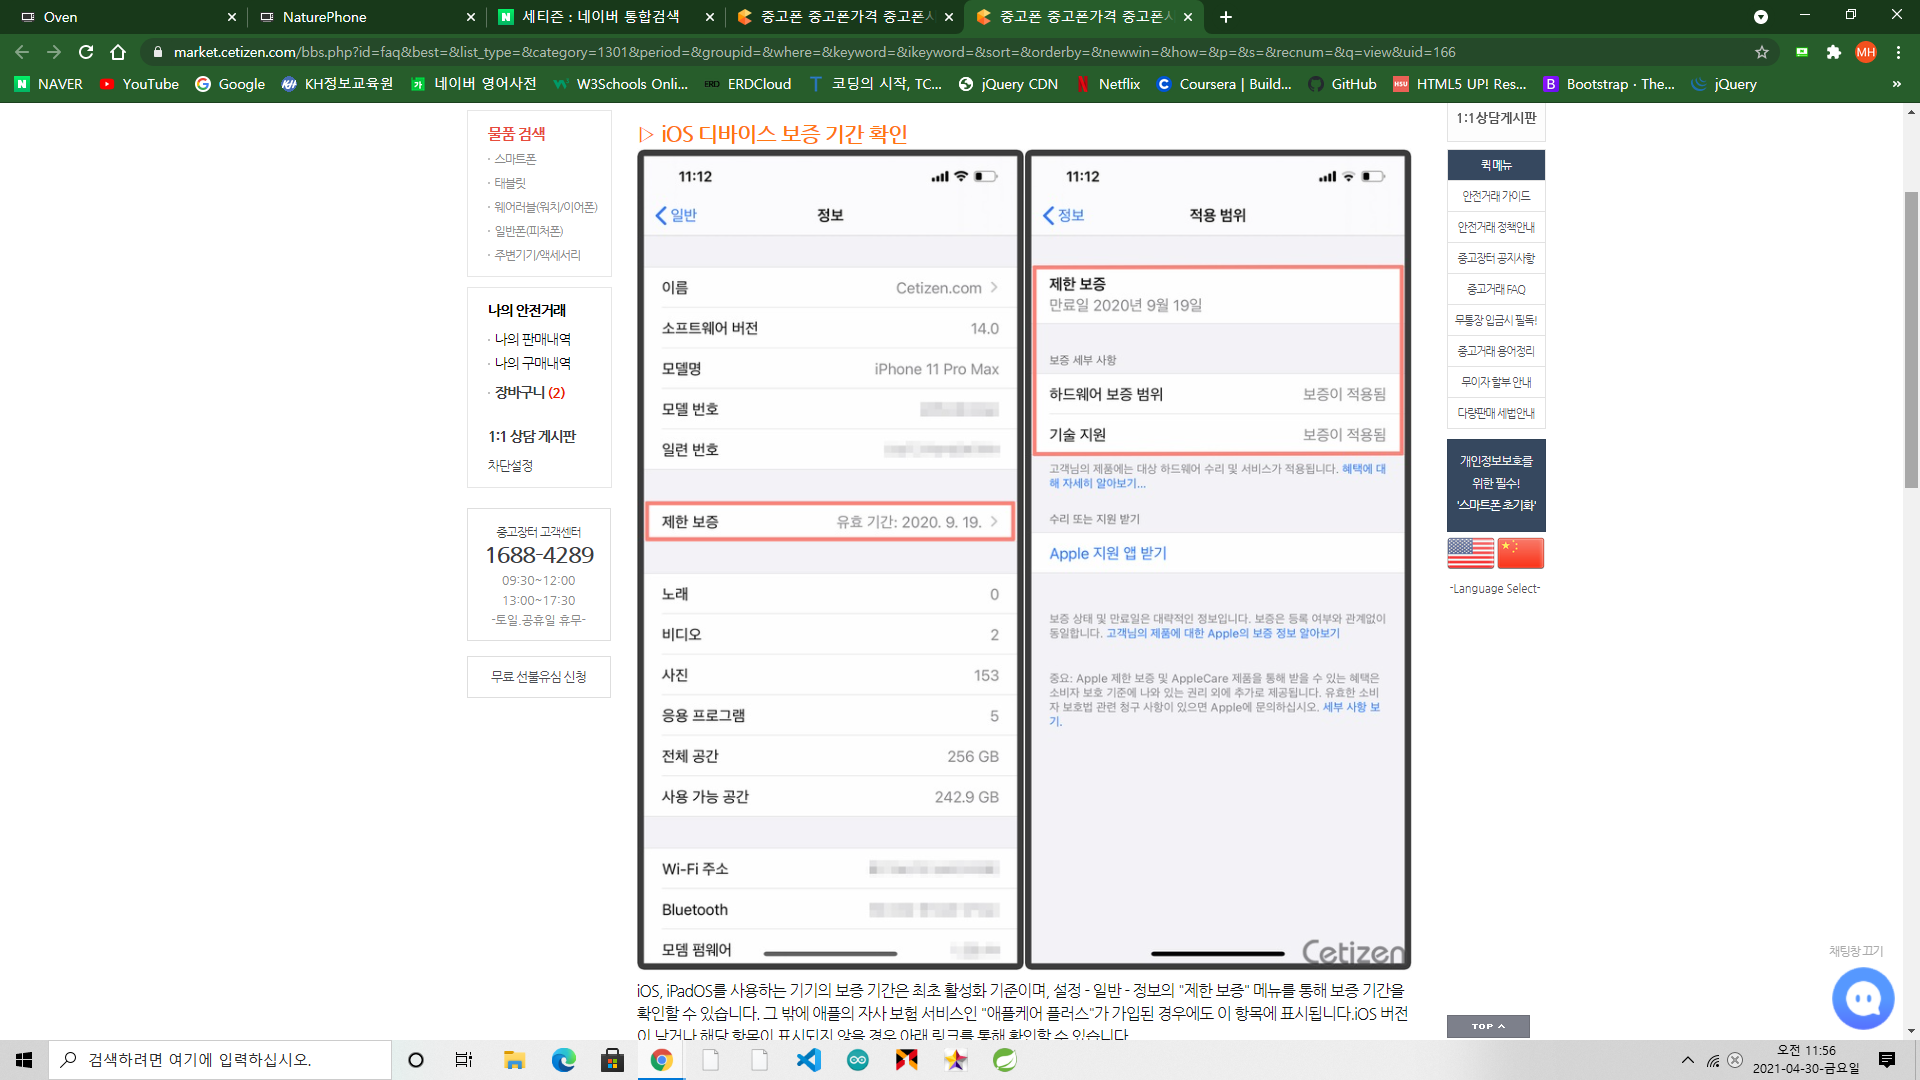 Oven
NaturePhone
세티즌 : 네이버 통합검색
중고폰 중고폰가격 중고폰시
중고폰 중고폰가격 중고폰시
market.cetizen.com/bbs.php?id=faq&best=&list_type=&category=1301&period=&groupid=&where=&keyword=&ikeyword=&sort=&orderby=&newwin=&how=&p=&s=&recnum=&q=view&uid=166
MH
NAVER
YouTube
Google
KH정보교육원
네이버 영어사전
W3Schools Onli...
ERDCloud
코딩의 시작, TC...
jQuery CDN
Netflix
Coursera | Build...
GitHub
HTML5 UP! Res...
Bootstrap · The...
jQuery
»
물품 검색
· 스마트폰
· 태블릿
· 웨어러블(워치/이어폰)
· 일반폰(피처폰)
· 주변기기/액세서리
나의 안전거래
· 나의 판매내역
· 나의 구매내역
· 장바구니 (2)
1:1 상담 게시판
차단설정
중고장터 고객센터
1688-4289
09:30~12:00
13:00~17:30
-토일.공휴일 휴무-
무료 선불유심 신청
▷ iOS 디바이스 보증 기간 확인
11:12
일반
정보
이름
Cetizen.com
소프트웨어 버전
14.0
모델명
iPhone 11 Pro Max
모델 번호
일련 번호
제한 보증
유효 기간: 2020. 9. 19.
노래
0
비디오
2
사진
153
응용 프로그램
5
전체 공간
256 GB
사용 가능 공간
242.9 GB
Wi-Fi 주소
Bluetooth
모뎀 펌웨어
11:12
정보
적용 범위
제한 보증
만료일 2020년 9월 19일
보증 세부 사항
하드웨어 보증 범위
보증이 적용됨
기술 지원
보증이 적용됨
고객님의 제품에는 대상 하드웨어 수리 및 서비스가 적용됩니다. 혜택에 대
해 자세히 알아보기...
수리 또는 지원 받기
Apple 지원 앱 받기
보증 상태 및 만료일은 대략적인 정보입니다. 보증은 등록 여부와 관계없이
동일합니다. 고객님의 제품에 대한 Apple의 보증 정보 알아보기
중요: Apple 제한 보증 및 AppleCare 제품을 통해 받을 수 있는 혜택은
소비자 보호 기준에 나와 있는 권리 외에 추가로 제공됩니다. 유효한 소비
자 보호법 관련 청구 사항이 있으면 Apple에 문의하십시오. 세부 사항 보
기.
Cetizen
iOS, iPadOS를 사용하는 기기의 보증 기간은 최초 활성화 기준이며, 설정 - 일반 - 정보의 "제한 보증" 메뉴를 통해 보증 기간을
확인할 수 있습니다. 그 밖에 애플의 자사 보험 서비스인 "애플케어 플러스"가 가입된 경우에도 이 항목에 표시됩니다.iOS 버전
이 낮거나 해당 항목이 표시되지 않을 경우 아래 링크를 통해 확인할 수 있습니다
1:1상담게시판
퀵메뉴
안전거래 가이드
안전거래 정책안내
중고장터 공지사항
중고거래 FAQ
무통장 입금시 필독!
중고거래 용어정리
무이자 할부 안내
다량판매 세법안내
개인정보보호를
위한 필수!
'스마트폰 초기화'
-Language Select-
채팅창 끄기
TOP
검색하려면 여기에 입력하십시오.
오전 11:56
2021-04-30-금요일